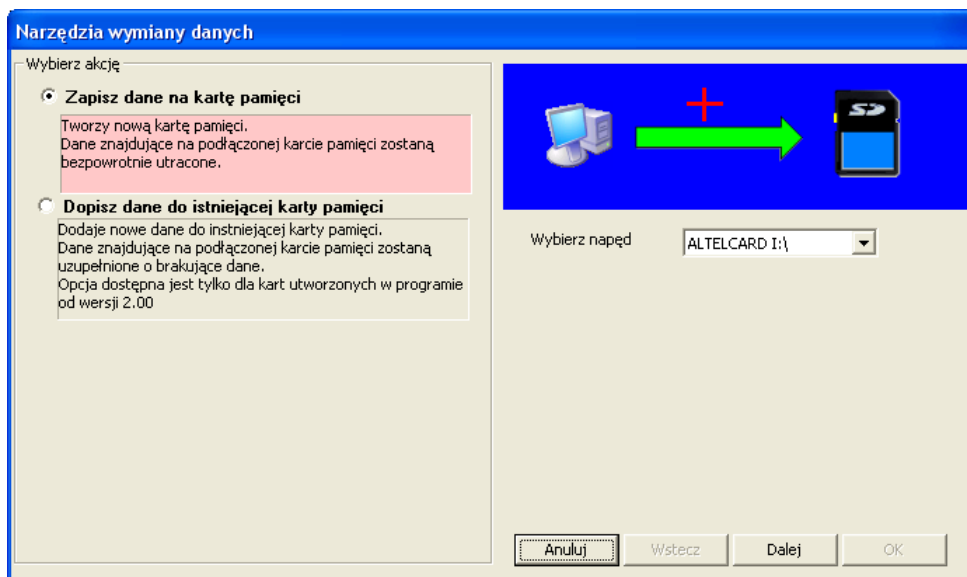 Narzędzia wymiany danych
Wybierz akcję
Zapisz dane na kartę pamięci
Tworzy nową kartę pamięci.
Dane znajdujące na podłączonej karcie pamięci zostaną
bezpowrotnie utracone.
Dopisz dane do istniejącej karty pamięci
Dodaje nowe dane do instniejącej karty pamięci.
Dane znajdujące na podłączonej karcie pamięci zostaną
uzupełnione o brakujące dane.
Opcja dostępna jest tylko dla kart utworzonych w programie
od wersji 2.00
SD
Wybierz napęd
ALTELCARD I:\
Anuluj
Wstecz
Dalej
OK